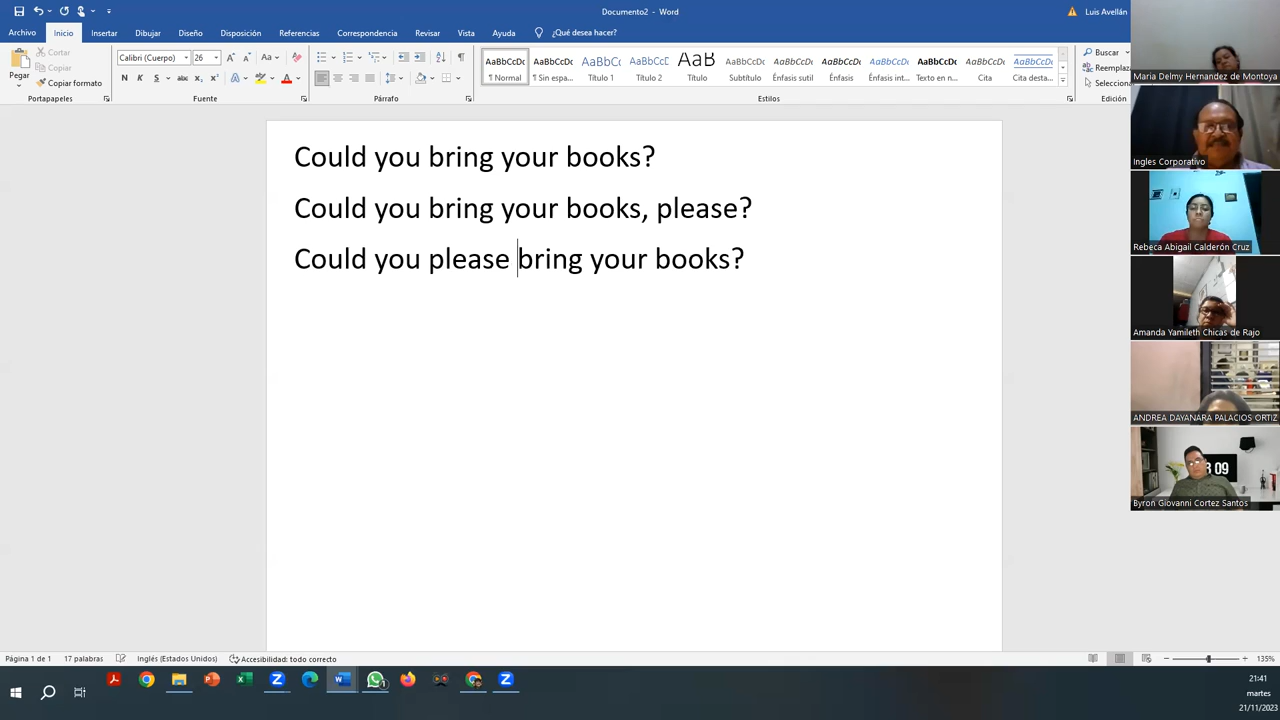 Documento2 - Word
Luis Avellán
Archivo Inicio Insertar Dibujar Diseño Disposición Referencias Correspondencia Revisar Vista Ayuda ¿Qué desea hacer?
Pegar
Cortar
Copiar
Copiar formato
Portapapeles
Calibri (Cuerpo) 26
Fuente
Párrafo
AaBbCcDc AaBbCcDc AaBbCc AaBbCcC AaB AaBbCcD AaBbCcDc AaBbCcDc AaBbCcDc AaBbCcDc AaBbCcDc AaBbCcDc
¶ Normal ¶ Sin espa... Título 1 Título 2 Título Subtítulo Énfasis sutil Énfasis Énfasis int... Texto en n... Cita Cita desta...
Estilos
Buscar
Reemplaza
Selecciona
Edición
Could you bring your books?
Could you bring your books, please?
Could you please bring your books?
Maria Delmy Hernandez de Montoya
Ingles Corporativo
Rebeca Abigail Calderón Cruz
Amanda Yamileth Chicas de Rajo
ANDREA DAYANARA PALACIOS ORTIZ
Byron Giovanni Cortez Santos
Página 1 de 1 17 palabras Inglés (Estados Unidos) Accesibilidad: todo correcto 135%
21:41
martes
21/11/2023